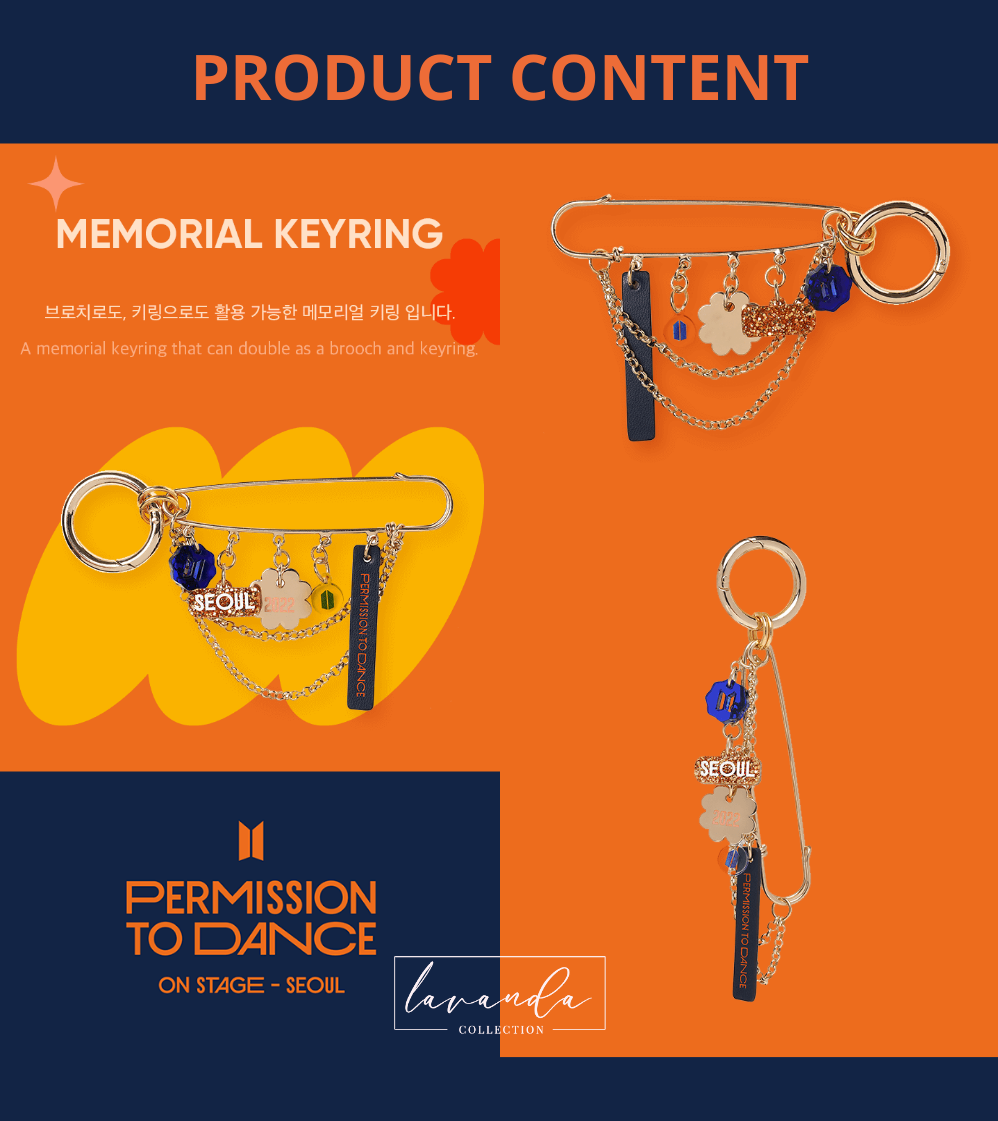 PRODUCT CONTENT
MEMORIAL KEYRING
브로치로도, 키링으로도 활용 가능한 메모리얼 키링 입니다.
A memorial keyring that can double as a brooch and keyring.
SEOUL
2022
PERMISSION TO DANCE
SEOUL
2022
PERMISSION TO DANCE
PERMISSION
TO DANCE
ON STAGE - SEOUL
lavanda
COLLECTION